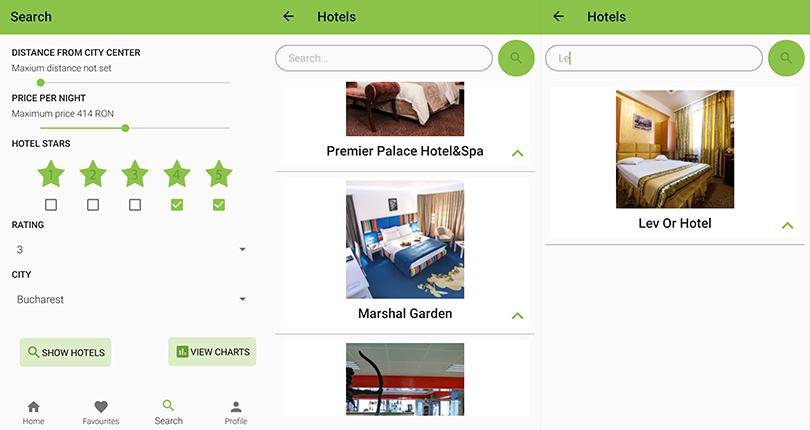 Search
DISTANCE FROM CITY CENTER
Maxium distance not set
PRICE PER NIGHT
Maximum price 414 RON
HOTEL STARS
1 2 3 4 5
RATING
3
CITY
Bucharest
SHOW HOTELS
VIEW CHARTS
Home
Favourites
Search
Profile
Hotels
Search...
Premier Palace Hotel&Spa
Marshal Garden
Hotels
Le
Lev Or Hotel